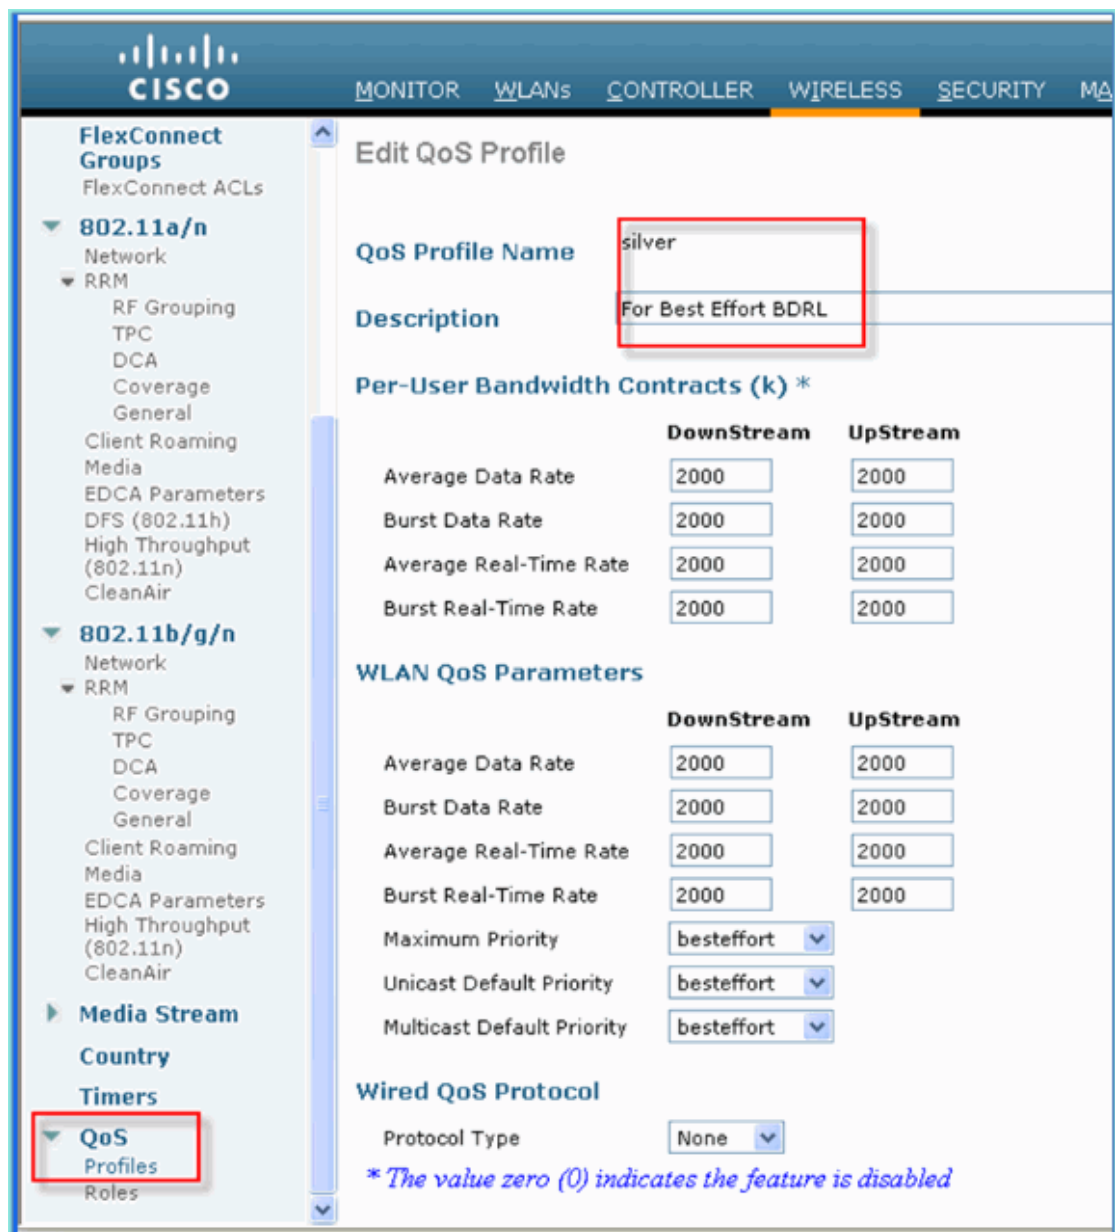 CISCO
MONITOR WLANs CONTROLLER WIRELESS SECURITY MA
FlexConnect
Groups
FlexConnect ACLs
802.11a/n
Network
RRM
RF Grouping
TPC
DCA
Coverage
General
Client Roaming
Media
EDCA Parameters
DFS (802.11h)
High Throughput
(802.11n)
CleanAir
802.11b/g/n
Network
RRM
RF Grouping
TPC
DCA
Coverage
General
Client Roaming
Media
EDCA Parameters
High Throughput
(802.11n)
CleanAir
Media Stream
Country
Timers
QoS
Profiles
Roles
Edit QoS Profile
QoS Profile Name silver
Description For Best Effort BDRL
Per-User Bandwidth Contracts (k) *
DownStream UpStream
Average Data Rate 2000 2000
Burst Data Rate 2000 2000
Average Real-Time Rate 2000 2000
Burst Real-Time Rate 2000 2000
WLAN QoS Parameters
DownStream UpStream
Average Data Rate 2000 2000
Burst Data Rate 2000 2000
Average Real-Time Rate 2000 2000
Burst Real-Time Rate 2000 2000
Maximum Priority besteffort
Unicast Default Priority besteffort
Multicast Default Priority besteffort
Wired QoS Protocol
Protocol Type None
* The value zero (0) indicates the feature is disabled